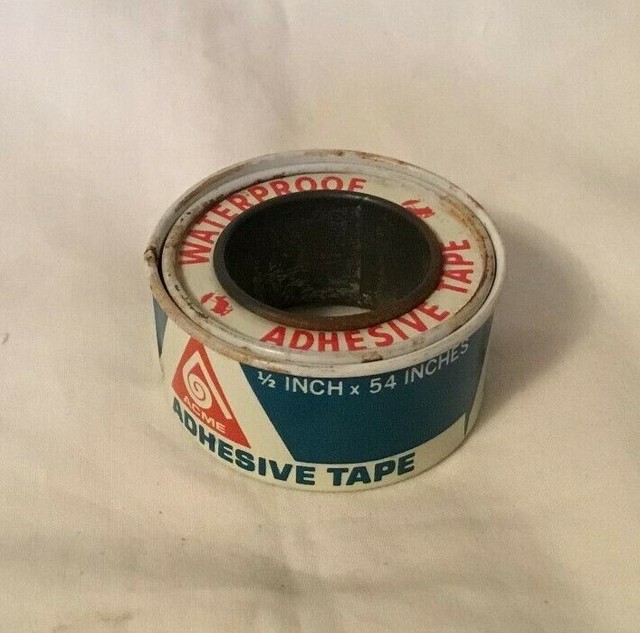 WATERPROOF
ADHESIVE TAPE
½ INCH x 54 INCHES
ACME
ADHESIVE TAPE